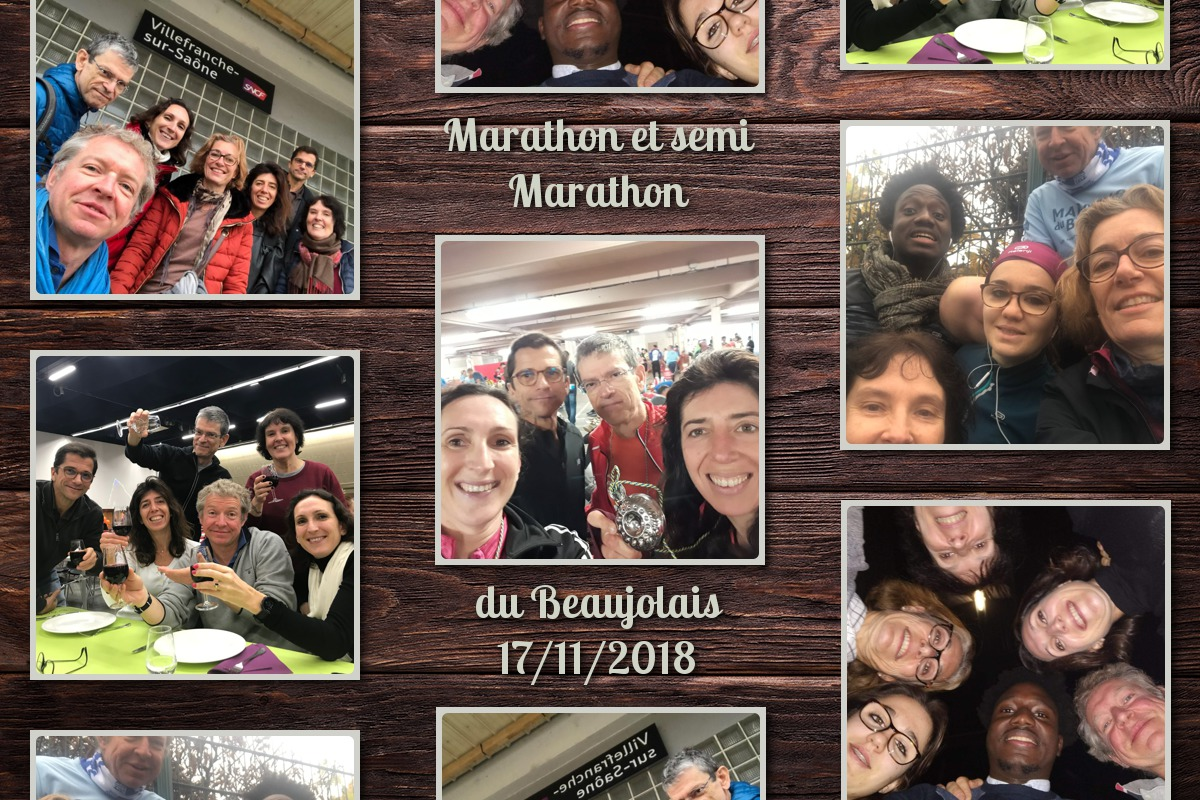 Villefranche-
sur-Saône
SNCF
Marathon et semi
Marathon
du Beaujolais
17/11/2018
Villefranche-
sur-Saône